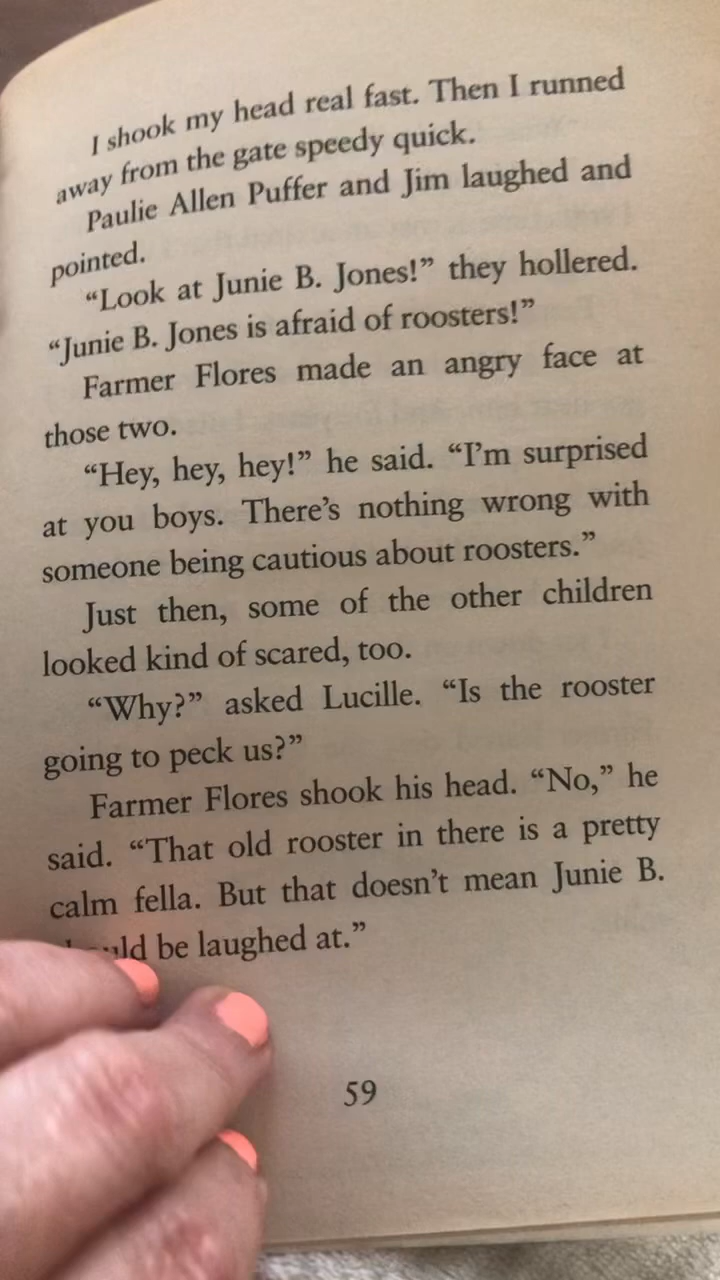 I shook my head real fast. Then I runned
away from the gate speedy quick.
Paulie Allen Puffer and Jim laughed and
pointed.
“Look at Junie B. Jones!” they hollered.
“Junie B. Jones is afraid of roosters!”
Farmer Flores made an angry face at
those two.
“Hey, hey, hey!” he said. “I’m surprised
at you boys. There’s nothing wrong with
someone being cautious about roosters.”
Just then, some of the other children
looked kind of scared, too.
“Why?” asked Lucille. “Is the rooster
going to peck us?”
Farmer Flores shook his head. “No,” he
said. “That old rooster in there is a pretty
calm fella. But that doesn’t mean Junie B.
be laughed at.”
59